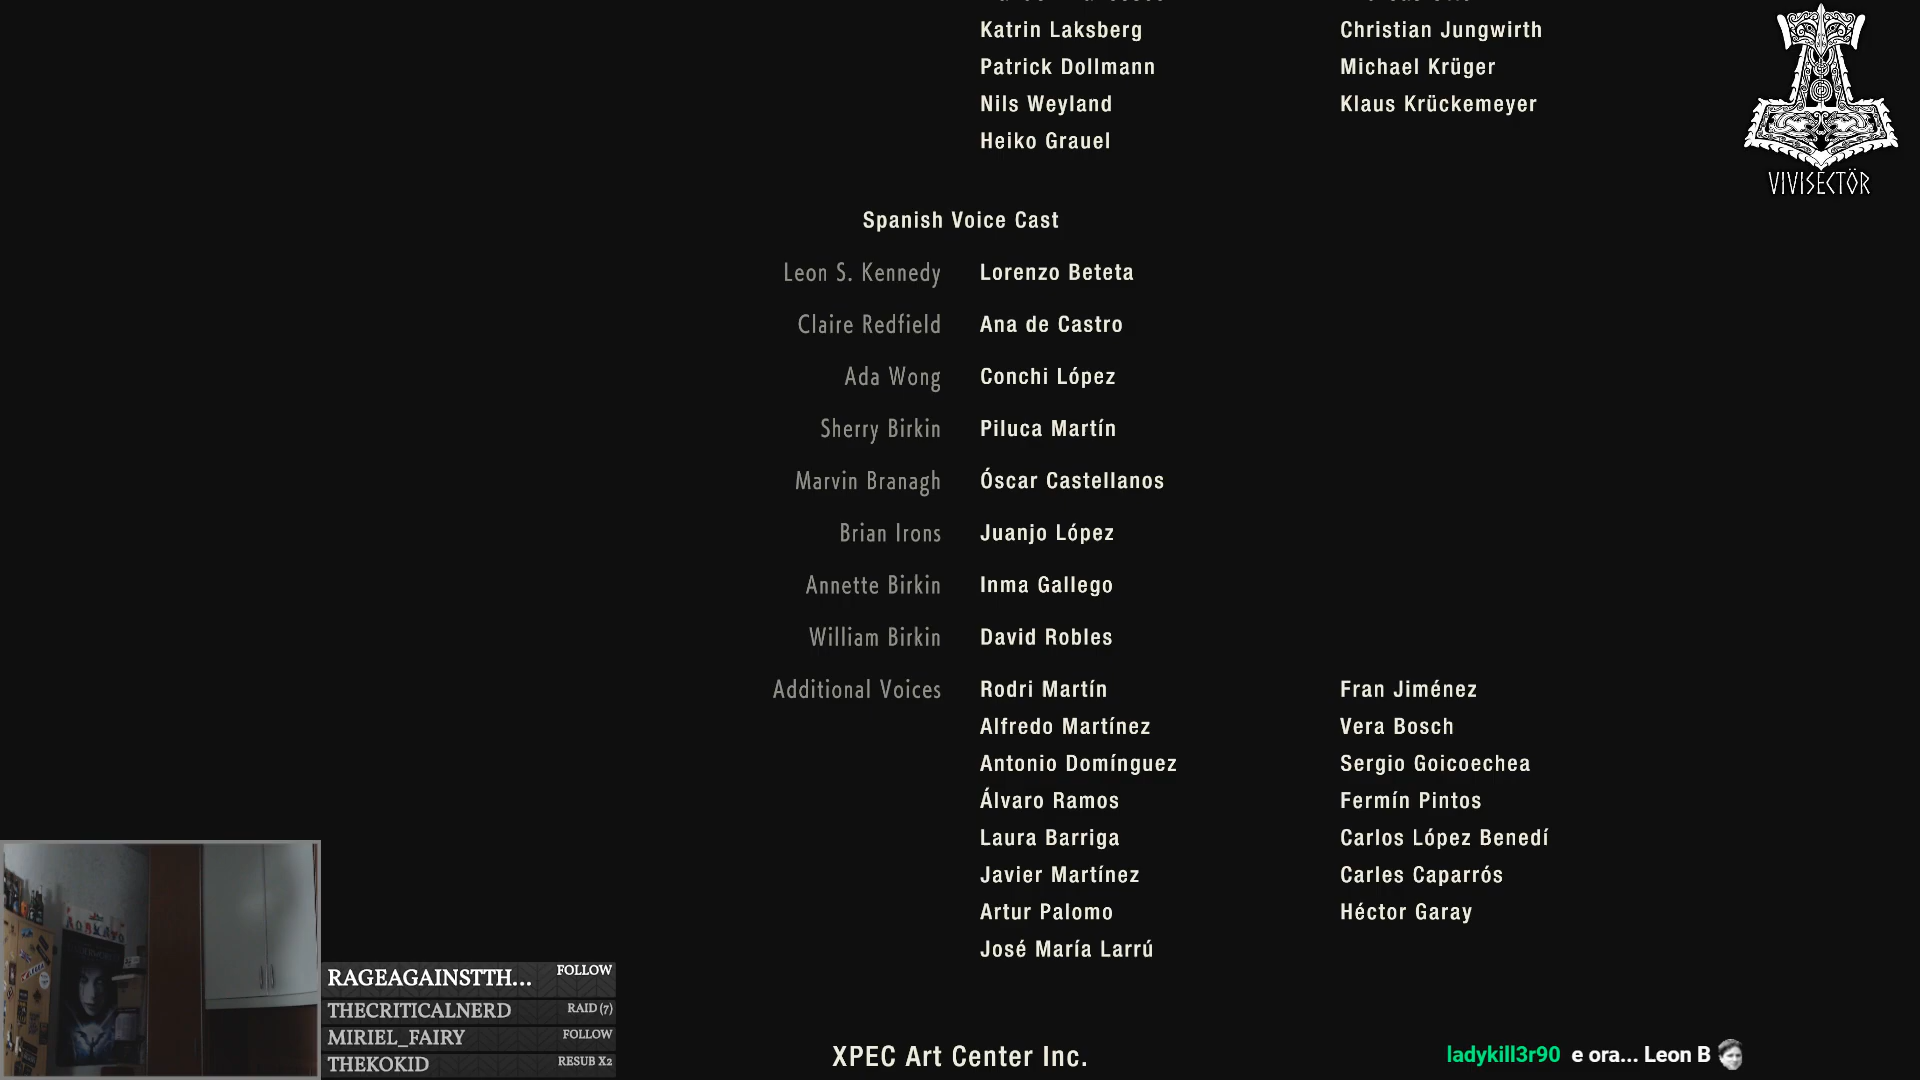 Katrin Laksberg Christian Jungwirth
Patrick Dollmann Michael Krüger
Nils Weyland Klaus Krückemeyer
Heiko Grauel
VIVISECTÖR
Spanish Voice Cast
Leon S. Kennedy Lorenzo Beteta
Claire Redfield Ana de Castro
Ada Wong Conchi López
Sherry Birkin Piluca Martín
Marvin Branagh Óscar Castellanos
Brian Irons Juanjo López
Annette Birkin Inma Gallego
William Birkin David Robles
Additional Voices Rodri Martín Fran Jiménez
Alfredo Martínez Vera Bosch
Antonio Domínguez Sergio Goicoechea
Álvaro Ramos Fermín Pintos
Laura Barriga Carlos López Benedí
Javier Martínez Carles Caparrós
Artur Palomo Héctor Garay
José María Larrú
RAGEAGAINSTTH... FOLLOW
THECRITICALNERD RAID (7)
MIRIEL_FAIRY FOLLOW
THEKOKID RESUB X2
XPEC Art Center Inc.
ladykill3r90 e ora... Leon B